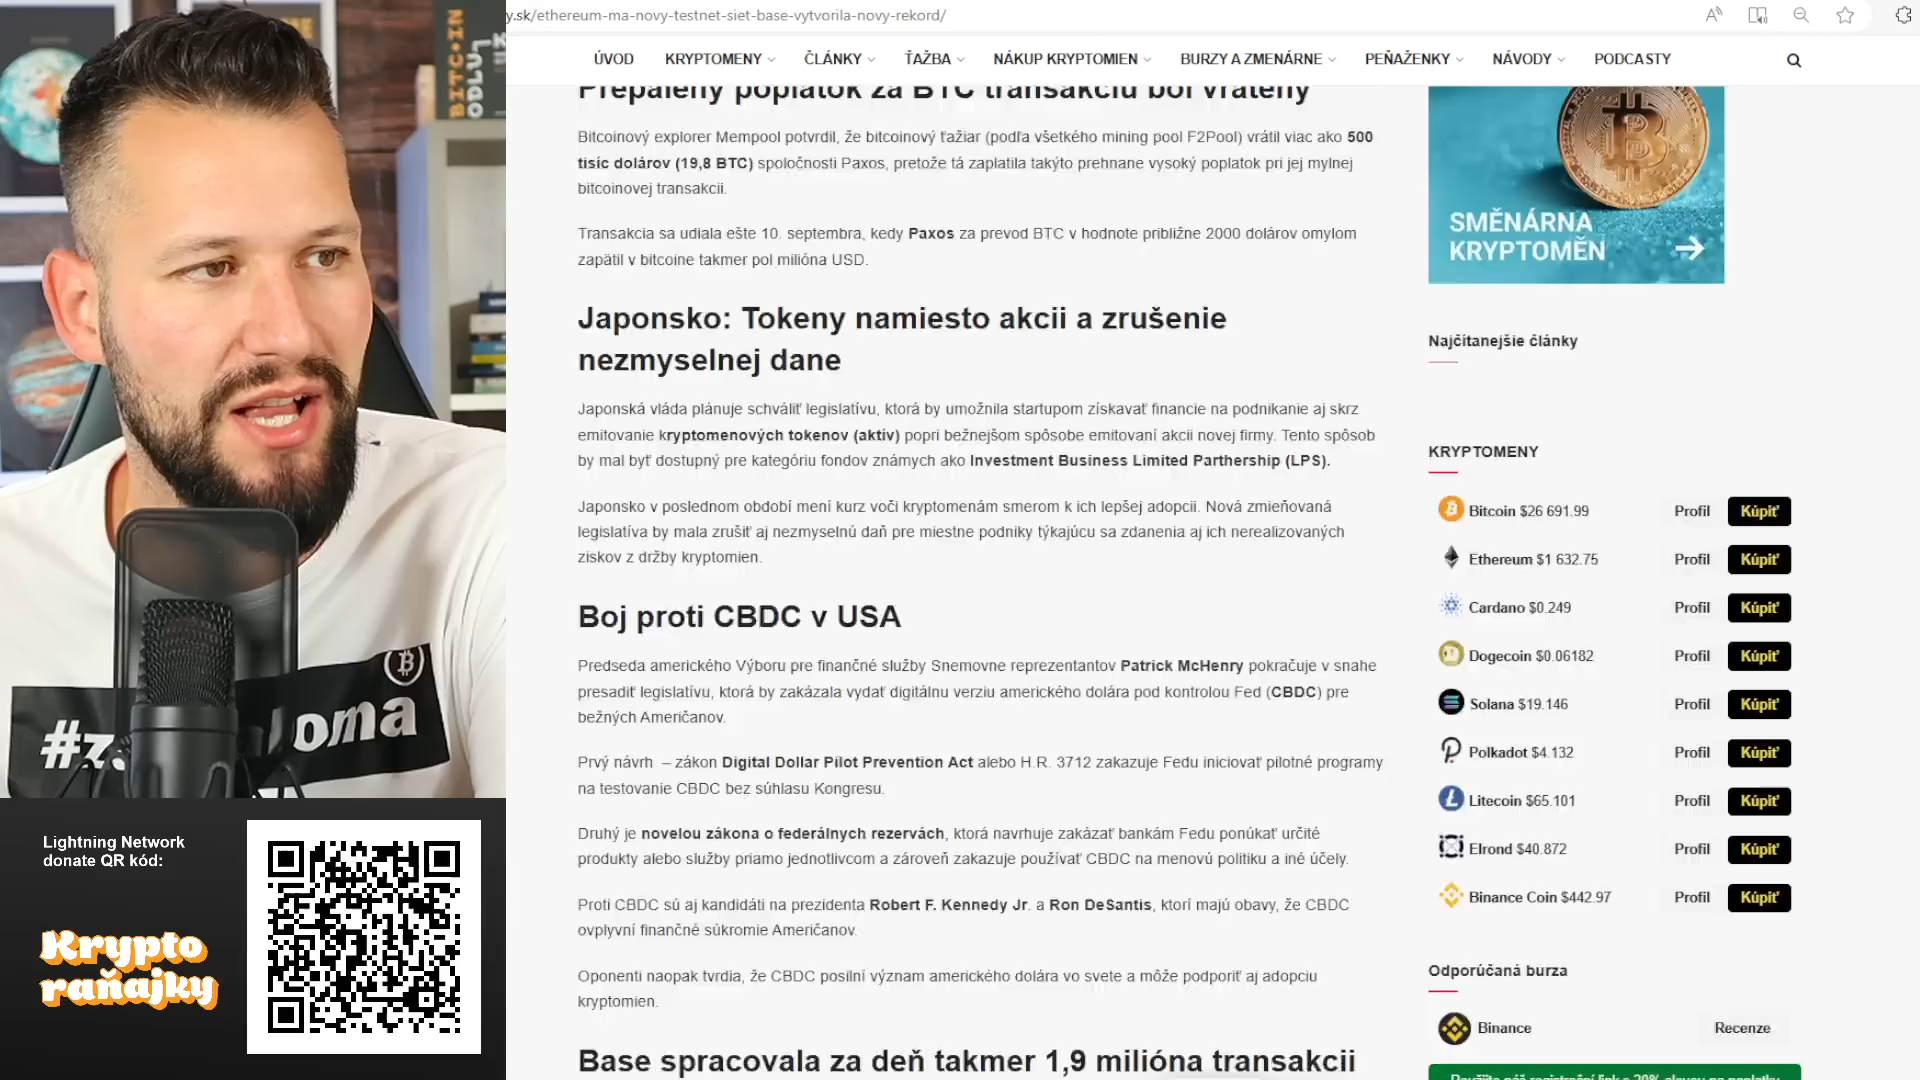 y.sk/ethereum-ma-novy-testnet-siet-base-vytvorila-novy-rekord/
ÚVOD KRYPTOMENY ČLÁNKY ŤAŽBA NÁKUP KRYPTOMIEN BURZY A ZMENÁRNE PEŇAŽENKY NÁVODY PODCASTY
Prepálený poplatok za BTC transakciu bol vrátený
Bitcoinový explorer Mempool potvrdil, že bitcoinový ťažiar (podľa všetkého mining pool F2Pool) vrátil viac ako 500
tisíc dolárov (19,8 BTC) spoločnosti Paxos, pretože tá zaplatila takýto prehnane vysoký poplatok pri jej mylnej
bitcoinovej transakcii.
Transakcia sa udiala ešte 10. septembra, kedy Paxos za prevod BTC v hodnote približne 2000 dolárov omylom
zapätil v bitcoine takmer pol milióna USD.
Japonsko: Tokeny namiesto akcii a zrušenie
nezmyselnej dane
Japonská vláda plánuje schváliť legislatívu, ktorá by umožnila startupom získavať financie na podnikanie aj skrz
emitovanie kryptomenových tokenov (aktív) popri bežnejšom spôsobe emitovaní akcii novej firmy. Tento spôsob
by mal byť dostupný pre kategóriu fondov známych ako Investment Business Limited Parthership (LPS).
Japonsko v poslednom období mení kurz voči kryptomenám smerom k ich lepšej adopcii. Nová zmieňovaná
legislatíva by mala zrušiť aj nezmyselnú daň pre miestne podniky týkajúcu sa zdanenia aj ich nerealizovaných
ziskov z držby kryptomien.
Boj proti CBDC v USA
Predseda amerického Výboru pre finančné služby Snemovne reprezentantov Patrick McHenry pokračuje v snahe
presadiť legislatívu, ktorá by zakázala vydať digitálnu verziu amerického dolára pod kontrolou Fed (CBDC) pre
bežných Američanov.
Prvý návrh – zákon Digital Dollar Pilot Prevention Act alebo H.R. 3712 zakazuje Fedu iniciovať pilotné programy
na testovanie CBDC bez súhlasu Kongresu.
Druhý je novelou zákona o federálnych rezervách, ktorá navrhuje zakázať bankám Fedu ponúkať určité
produkty alebo služby priamo jednotlivcom a zároveň zakazuje používať CBDC na menovú politiku a iné účely.
Proti CBDC sú aj kandidáti na prezidenta Robert F. Kennedy Jr. a Ron DeSantis, ktorí majú obavy, že CBDC
ovplyvní finančné súkromie Američanov.
Oponenti naopak tvrdia, že CBDC posilní význam amerického dolára vo svete a môže podporiť aj adopciu
kryptomien.
Base spracovala za deň takmer 1,9 milióna transakcii
SMĚNÁRNA
KRYPTOMĚN
Najčítanejšie články
KRYPTOMENY
Bitcoin $26 691.99 Profil Kúpiť
Ethereum $1 632.75 Profil Kúpiť
Cardano $0.249 Profil Kúpiť
Dogecoin $0.06182 Profil Kúpiť
Solana $19.146 Profil Kúpiť
Polkadot $4.132 Profil Kúpiť
Litecoin $65.101 Profil Kúpiť
Elrond $40.872 Profil Kúpiť
Binance Coin $442.97 Profil Kúpiť
Odporúčaná burza
Binance Recenze
BITCOIN
ODLU
oma
Lightning Network
donate QR kód:
Krypto
raňajky